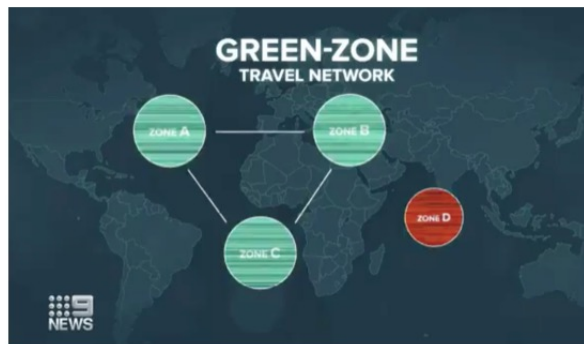 GREEN-ZONE
TRAVEL NETWORK
ZONE A
ZONE B
ZONE D
ZONE C
9
NEWS